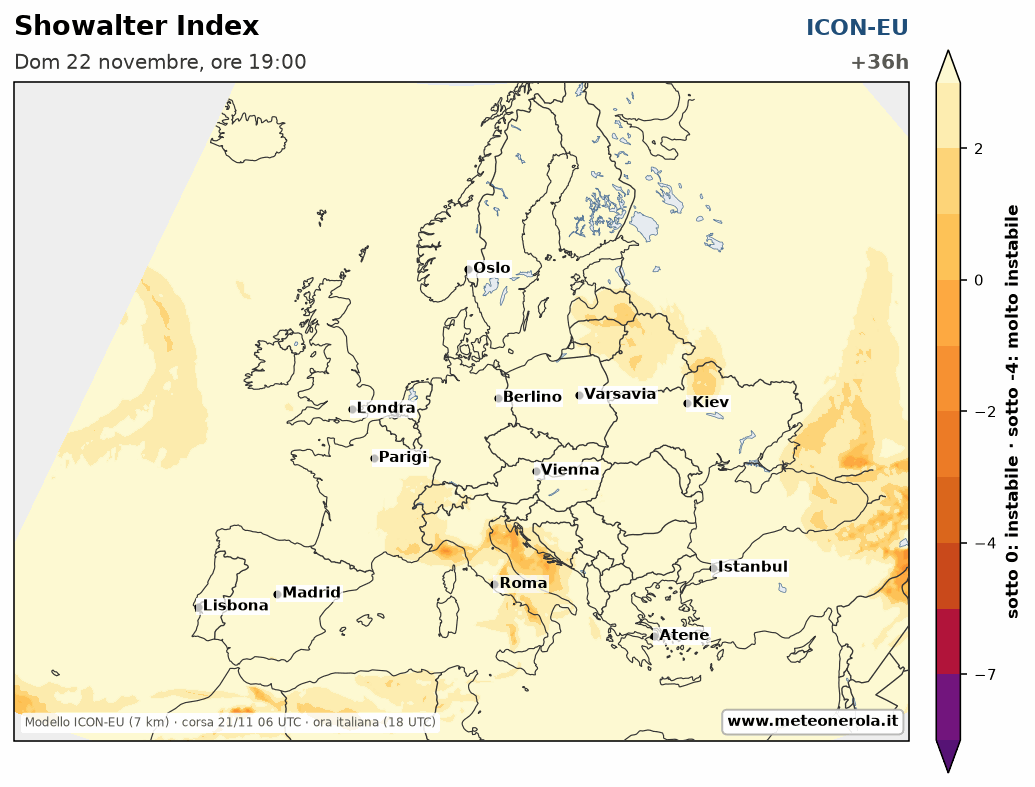 Showalter Index
ICON-EU
Dom 22 novembre, ore 19:00
+36h
Oslo
Berlino
Varsavia
Londra
Kiev
Parigi
Vienna
Istanbul
Roma
Madrid
Lisbona
Atene
Modello ICON-EU (7 km) · corsa 21/11 06 UTC · ora italiana (18 UTC)
www.meteonerola.it
2
0
−2
−4
−7
sotto 0: instabile · sotto -4: molto instabile